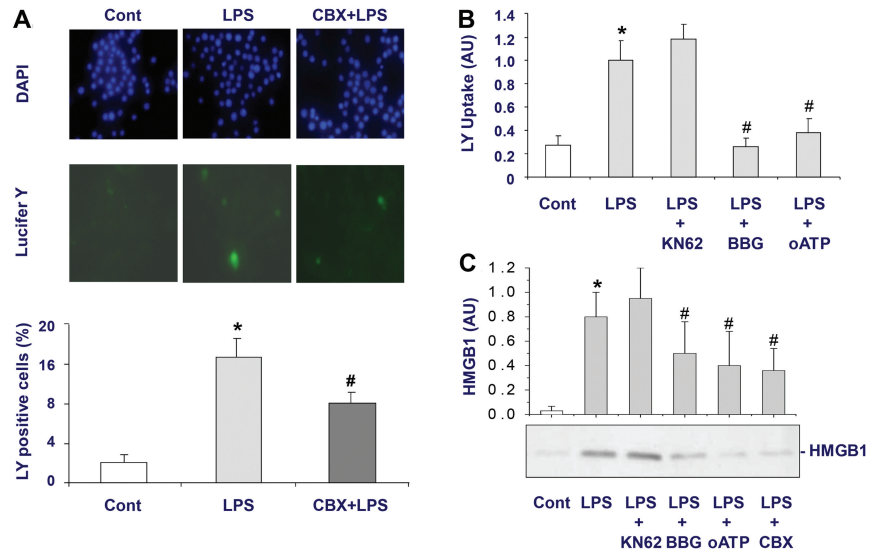 A
Cont LPS CBX+LPS
DAPI
Lucifer Y
LY positive cells (%)
20
16
8
4
0
*
#
Cont LPS CBX+LPS
B
LY Uptake (AU)
1.4
1.2
1.0
0.8
0.6
0.4
0.2
0
*
#
#
Cont LPS LPS LPS LPS
+ + +
KN62 BBG oATP
C
HMGB1 (AU)
1.2
1.0
0.8
0.6
0.4
0.2
0.0
*
#
#
#
- HMGB1
Cont LPS LPS LPS LPS LPS
+ + + +
KN62 BBG oATP CBX